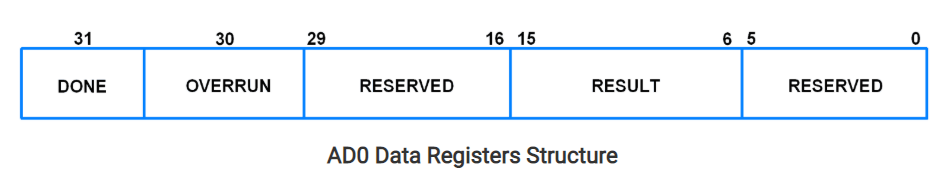 31 30 29 16 15 6 5 0
DONE OVERRUN RESERVED RESULT RESERVED
AD0 Data Registers Structure